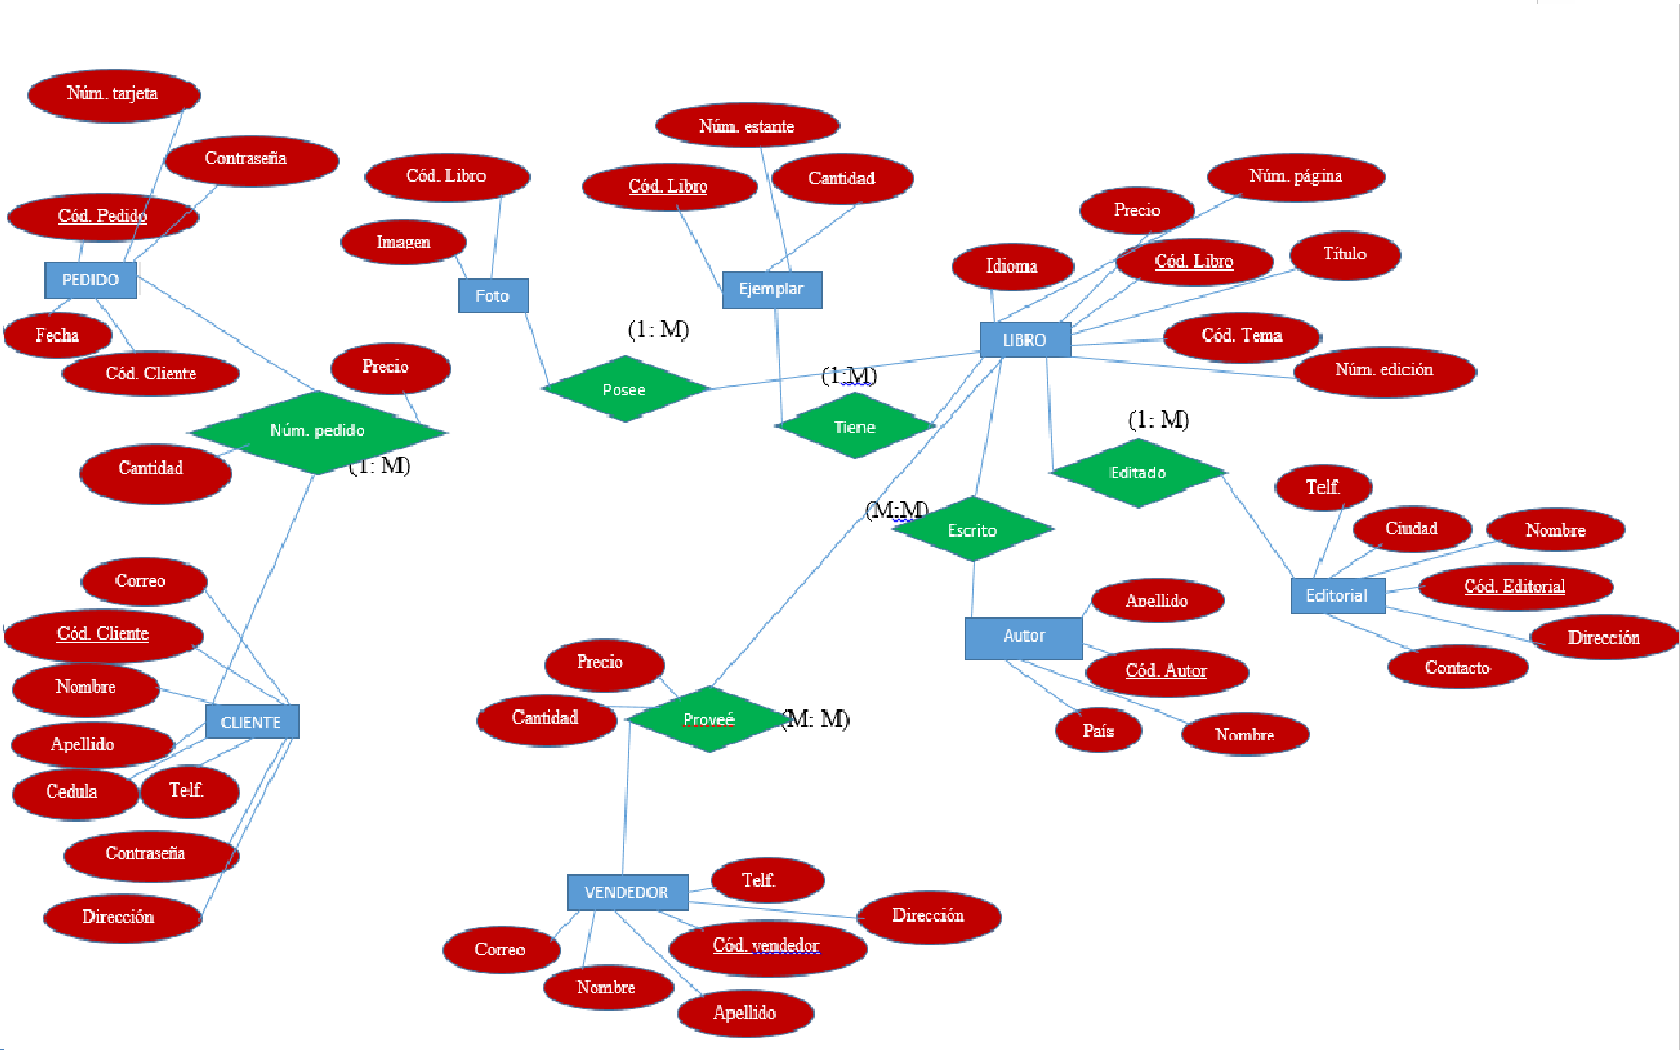 Núm. tarjeta
Contraseña
Cód. Pedido
PEDIDO
Fecha
Cód. Cliente
Precio
Núm. pedido
Cantidad
(1: M)
Cód. Libro
Imagen
Foto
(1: M)
Posee
Núm. estante
Cód. Libro
Cantidad
Ejemplar
(1:M)
Tiene
Núm. página
Precio
Idioma
Cód. Libro
Título
LIBRO
Cód. Tema
Núm. edición
(1: M)
Editado
(M:M)
Escrito
Telf.
Ciudad
Nombre
Editorial
Cód. Editorial
Dirección
Contacto
Apellido
Autor
Cód. Autor
País
Nombre
Correo
Cód. Cliente
Nombre
CLIENTE
Apellido
Cedula
Telf.
Contraseña
Dirección
Precio
Cantidad
Proveé
(M: M)
VENDEDOR
Telf.
Dirección
Correo
Cód. vendedor
Nombre
Apellido